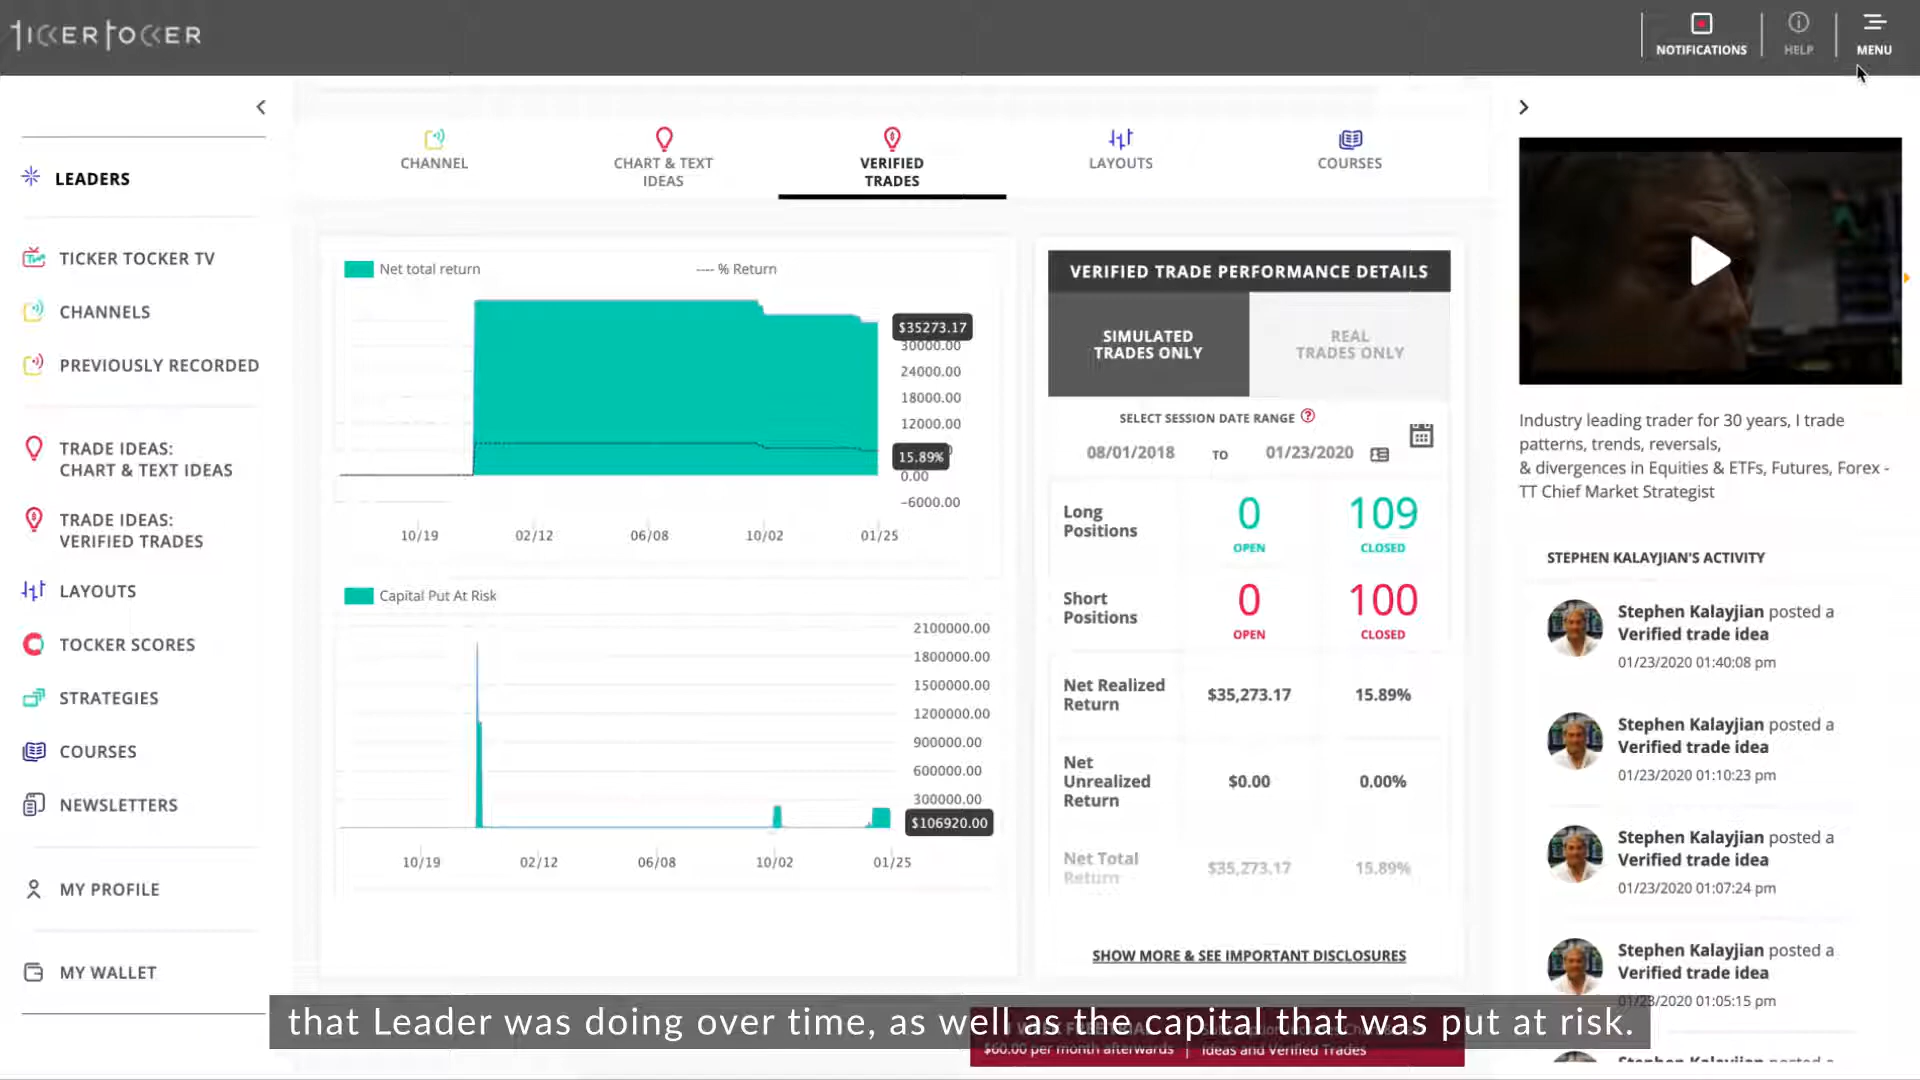 TICKER TOCKER
NOTIFICATIONS
HELP
MENU
LEADERS
TICKER TOCKER TV
CHANNELS
PREVIOUSLY RECORDED
TRADE IDEAS:
CHART & TEXT IDEAS
TRADE IDEAS:
VERIFIED TRADES
LAYOUTS
TOCKER SCORES
STRATEGIES
COURSES
NEWSLETTERS
MY PROFILE
MY WALLET
CHANNEL
CHART & TEXT
IDEAS
VERIFIED
TRADES
LAYOUTS
COURSES
Net total return
---- % Return
$35273.17
30000.00
24000.00
18000.00
12000.00
15.89%
0.00
−6000.00
10/19 02/12 06/08 10/02 01/25
Capital Put At Risk
2100000.00
1800000.00
1500000.00
1200000.00
900000.00
600000.00
300000.00
$106920.00
10/19 02/12 06/08 10/02 01/25
VERIFIED TRADE PERFORMANCE DETAILS
SIMULATED
TRADES ONLY
REAL
TRADES ONLY
SELECT SESSION DATE RANGE ?
08/01/2018 TO 01/23/2020
Long
Positions
0
OPEN
109
CLOSED
Short
Positions
0
OPEN
100
CLOSED
Net Realized
Return
$35,273.17 15.89%
Net
Unrealized
Return
$0.00 0.00%
Net Total
Return
$35,273.17 15.89%
SHOW MORE & SEE IMPORTANT DISCLOSURES
Industry leading trader for 30 years, I trade
patterns, trends, reversals,
& divergences in Equities & ETFs, Futures, Forex -
TT Chief Market Strategist
STEPHEN KALAYJIAN'S ACTIVITY
Stephen Kalayjian posted a
Verified trade idea
01/23/2020 01:40:08 pm
Stephen Kalayjian posted a
Verified trade idea
01/23/2020 01:10:23 pm
Stephen Kalayjian posted a
Verified trade idea
01/23/2020 01:07:24 pm
Stephen Kalayjian posted a
Verified trade idea
01/23/2020 01:05:15 pm
Stephen Kalayjian posted a
that Leader was doing over time, as well as the capital that was put at risk.
$60.00 per month afterwards | Ideas and Verified Trades